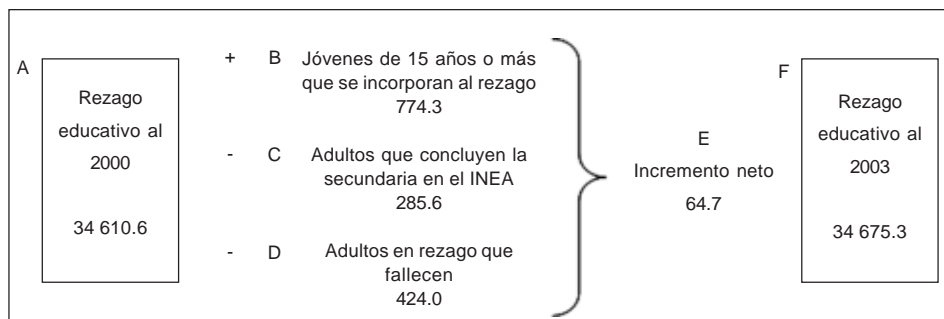 A
Rezago
educativo al
2000
34 610.6
+ B Jóvenes de 15 años o más
que se incorporan al rezago
774.3
- C Adultos que concluyen la
secundaria en el INEA
285.6
- D Adultos en rezago que
fallecen
424.0
E
Incremento neto
64.7
F
Rezago
educativo al
2003
34 675.3